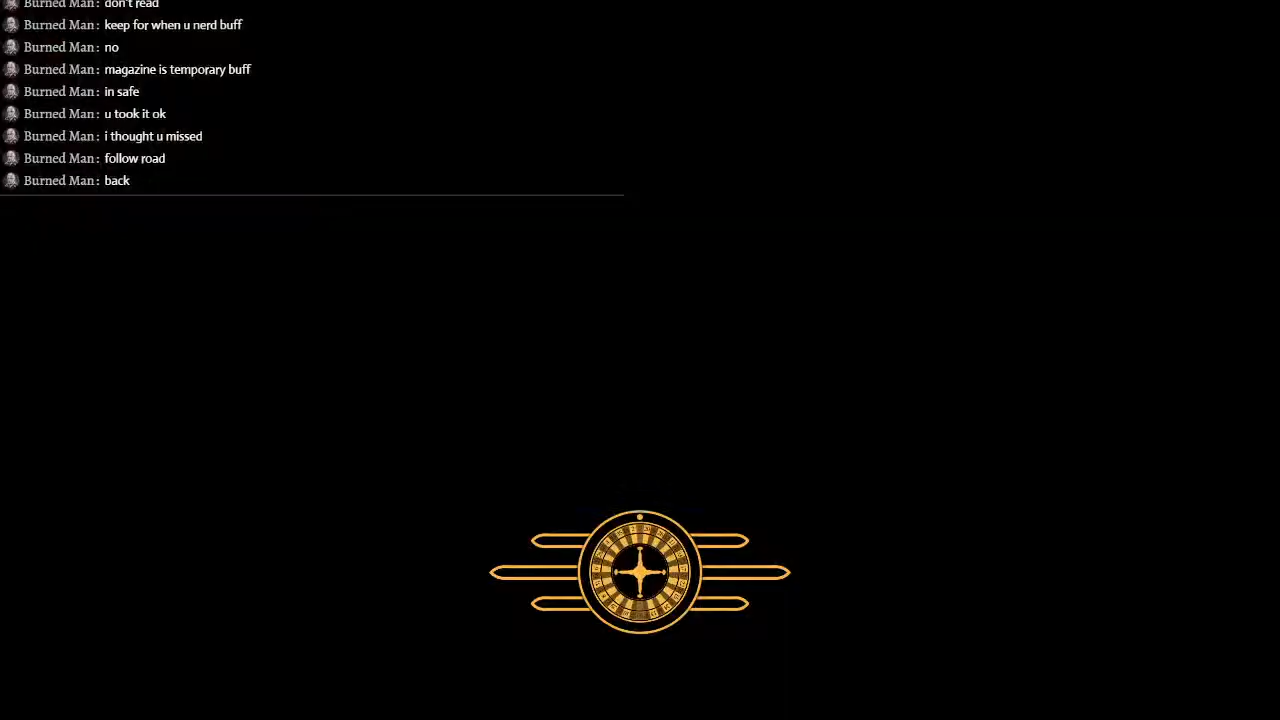 Burned Man: don't read
Burned Man: keep for when u nerd buff
Burned Man: no
Burned Man: magazine is temporary buff
Burned Man: in safe
Burned Man: u took it ok
Burned Man: i thought u missed
Burned Man: follow road
Burned Man: back